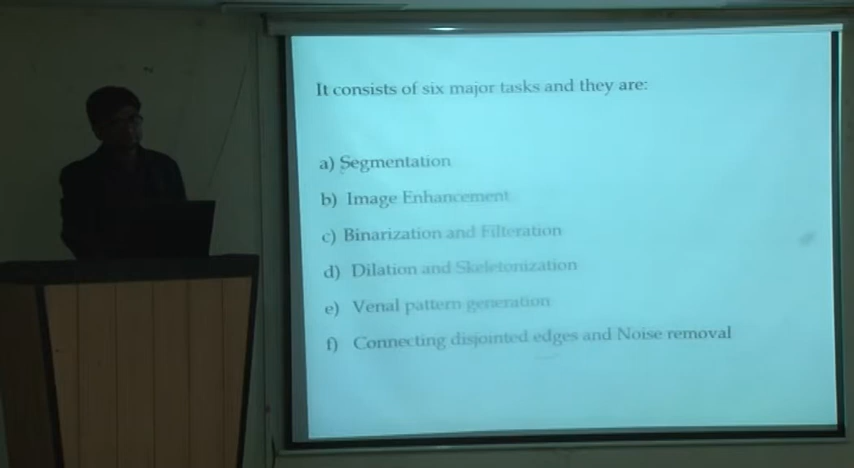 It consists of six major tasks and they are:
a) Segmentation
b) Image Enhancement
c) Binarization and Filteration
d) Dilation and Skeletonization
e) Venal pattern generation
f) Connecting disjointed edges and Noise removal